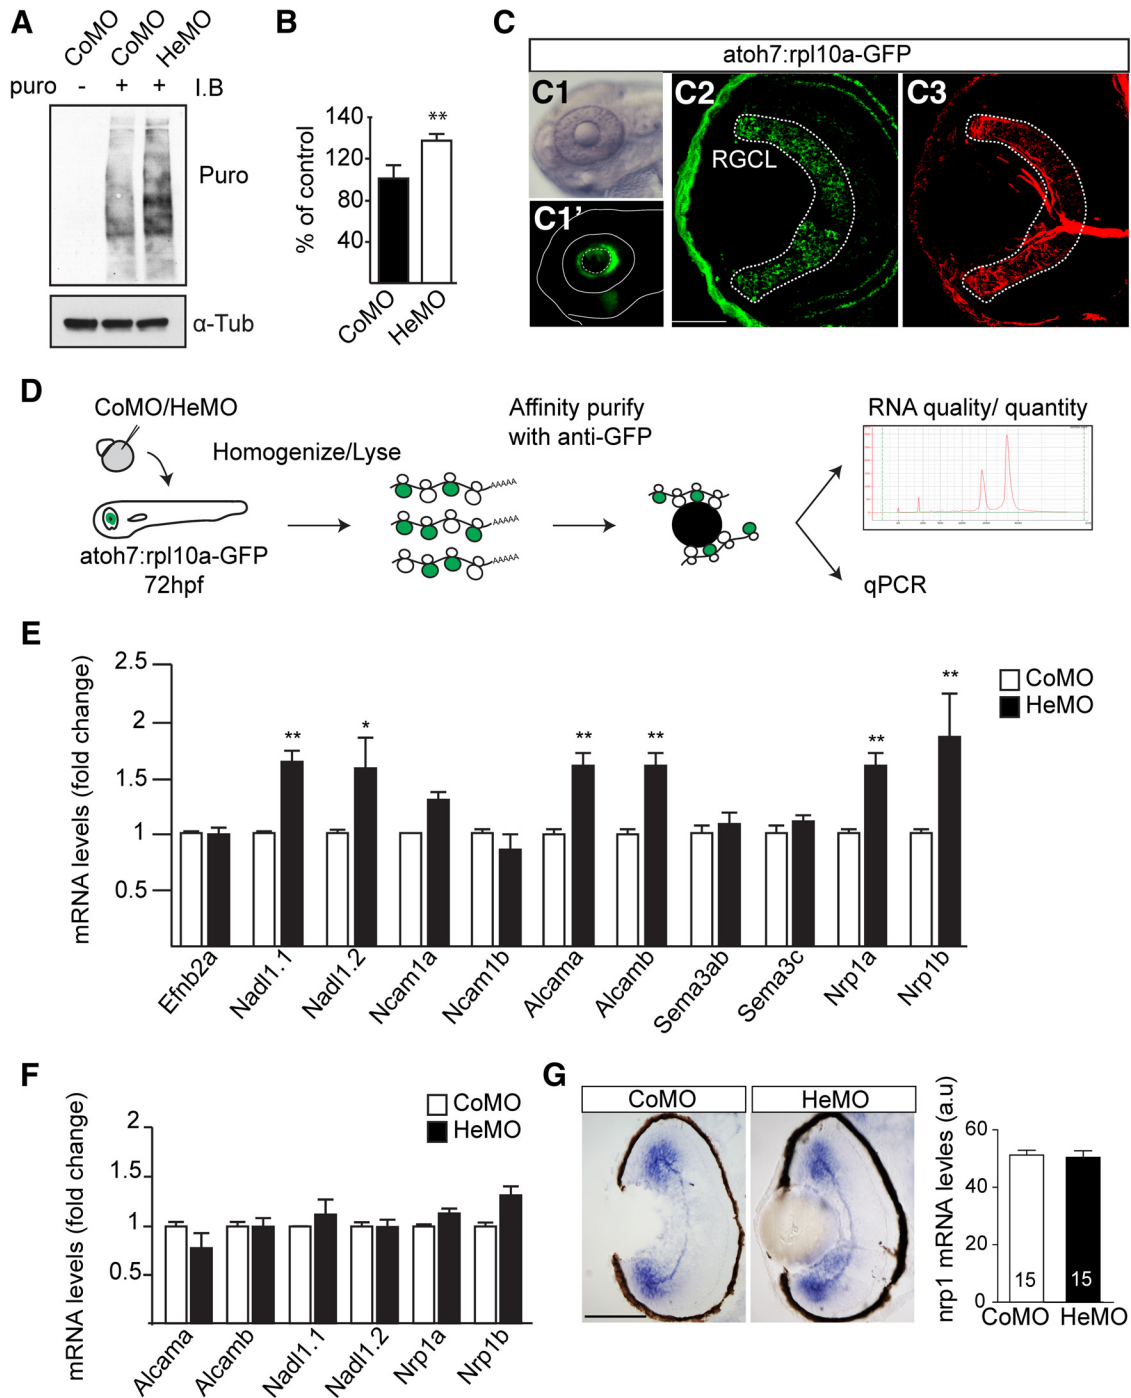 A
CoMO
CoMO
HeMO
puro - + + I.B
Puro
α-Tub
B
140
120
80
40
% of control
**
CoMO
HeMO
C
atoh7:rpl10a-GFP
C1
C1'
C2
RGCL
C3
D
CoMO/HeMO
atoh7:rpl10a-GFP
72hpf
Homogenize/Lyse
AAAAA
AAAAA
AAAAA
Affinity purify
with anti-GFP
RNA quality/ quantity
qPCR
E
mRNA levels (fold change)
2.5
2
1.5
1
0.5
** * ** ** ** **
CoMO
HeMO
Efnb2a
Nadl1.1
Nadl1.2
Ncam1a
Ncam1b
Alcama
Alcamb
Sema3ab
Sema3c
Nrp1a
Nrp1b
F
mRNA levels (fold change)
2
1.5
1
0.5
CoMO
HeMO
Alcama
Alcamb
Nadl1.1
Nadl1.2
Nrp1a
Nrp1b
G
CoMO
HeMO
nrp1 mRNA levles (a.u)
60
40
20
0
15
15
CoMO
HeMO